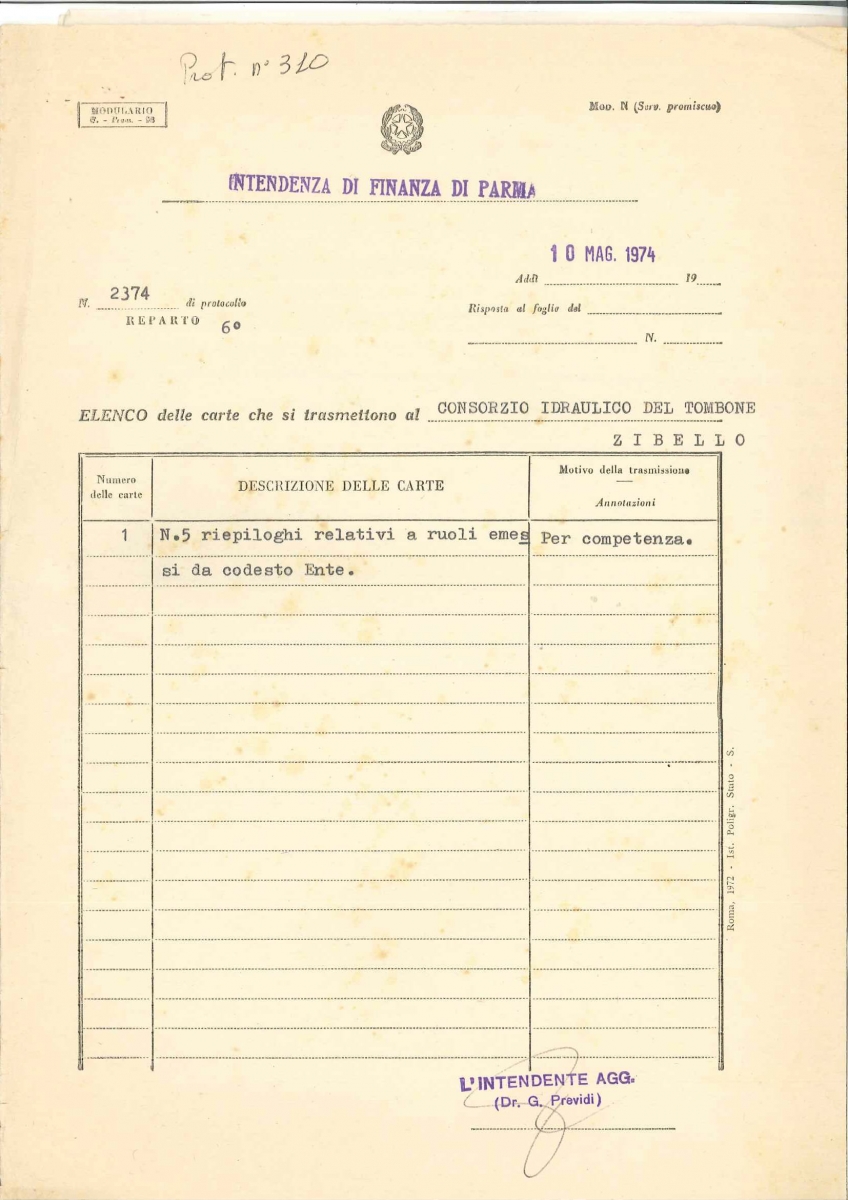 Prot. n° 310
MODULARIO
F. - Prom. - 98
Mod. N (Serv. promiscuo)
INTENDENZA DI FINANZA DI PARMA
10 MAG. 1974
Addì 19
N. 2374 di protocollo
Risposta al foglio del
REPARTO 6°
N.
ELENCO delle carte che si trasmettono al CONSORZIO IDRAULICO DEL TOMBONE
ZIBELLO
Numero
delle carte
DESCRIZIONE DELLE CARTE
Motivo della trasmissione
Annotazioni
1 N.5 riepiloghi relativi a ruoli emes Per competenza.
si da codesto Ente.
Roma, 1972 - Ist. Poligr. Stato - S.
L'INTENDENTE AGG.
(Dr. G. Previdi)